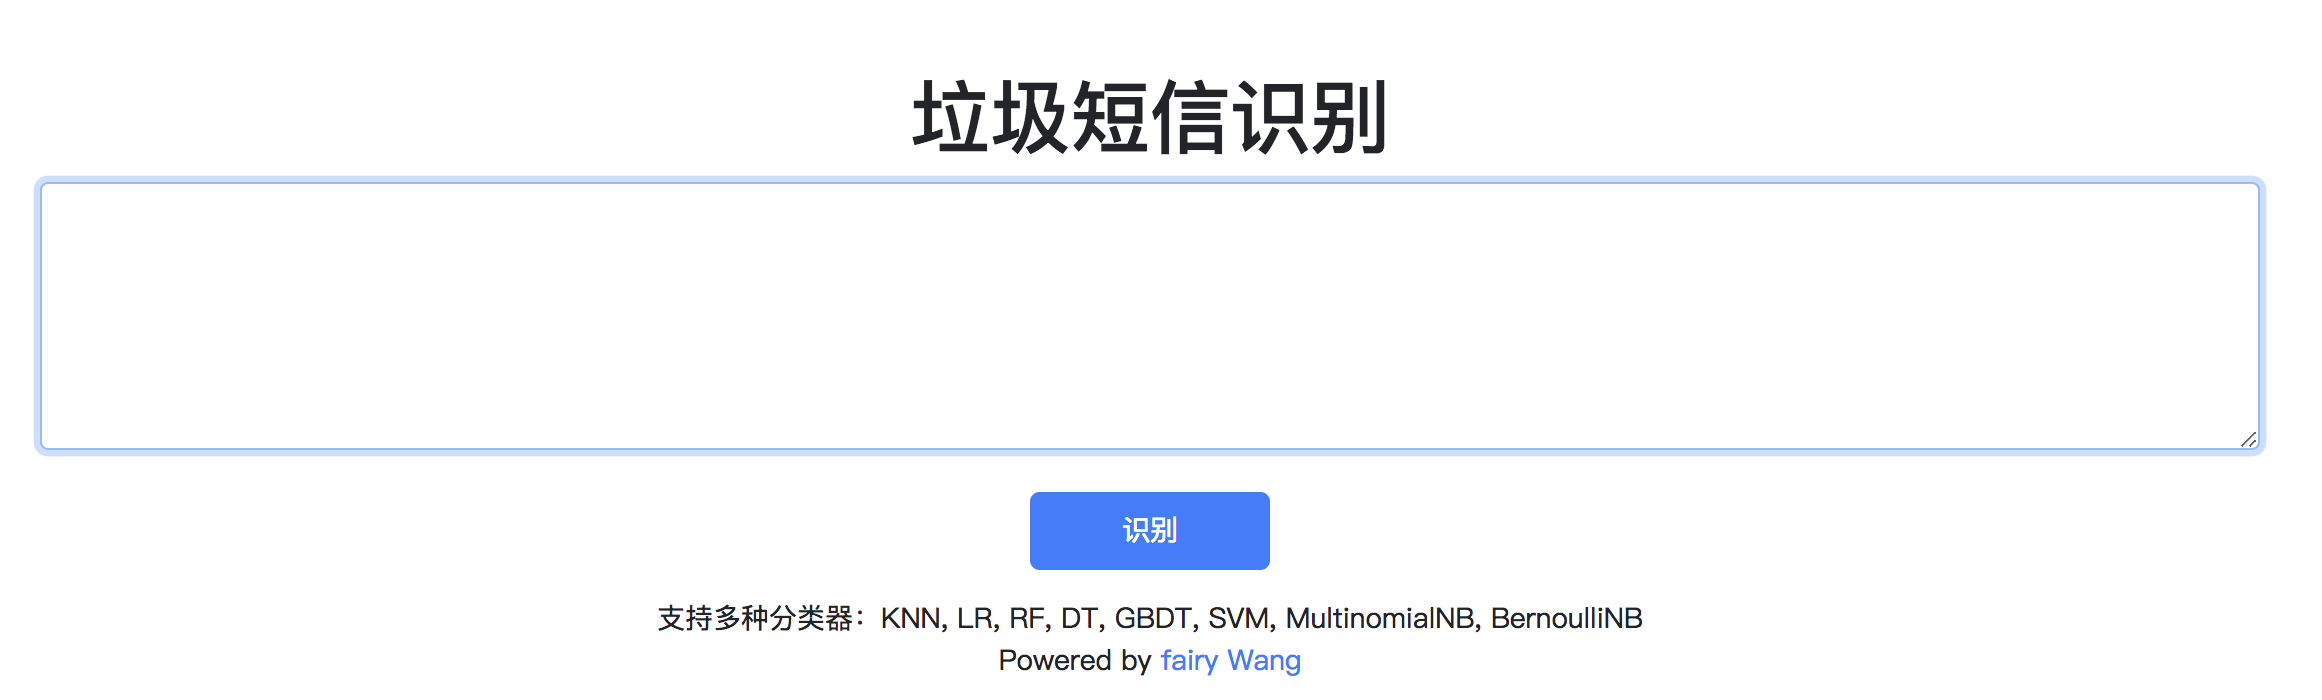 垃圾短信识别
识别
支持多种分类器：KNN, LR, RF, DT, GBDT, SVM, MultinomialNB, BernoulliNB
Powered by fairy Wang